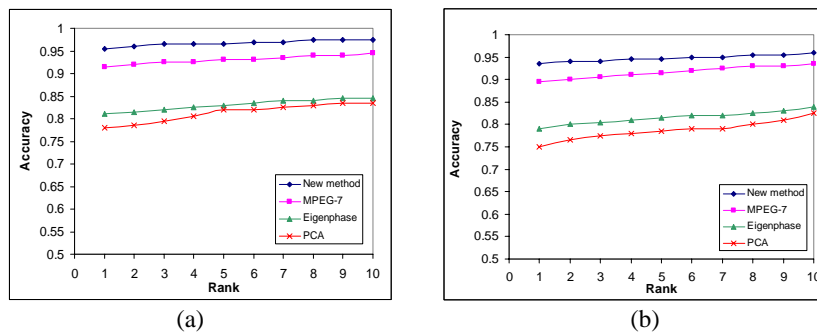 1
0.95
0.9
0.85
0.8
0.75
0.7
0.65
0.6
0.55
0.5
Accuracy
0 1 2 3 4 5 6 7 8 9 10
Rank
New method
MPEG-7
Eigenphase
PCA
(a)
1
0.95
0.9
0.85
0.8
0.75
0.7
0.65
0.6
0.55
0.5
Accuracy
0 1 2 3 4 5 6 7 8 9 10
Rank
New method
MPEG-7
Eigenphase
PCA
(b)